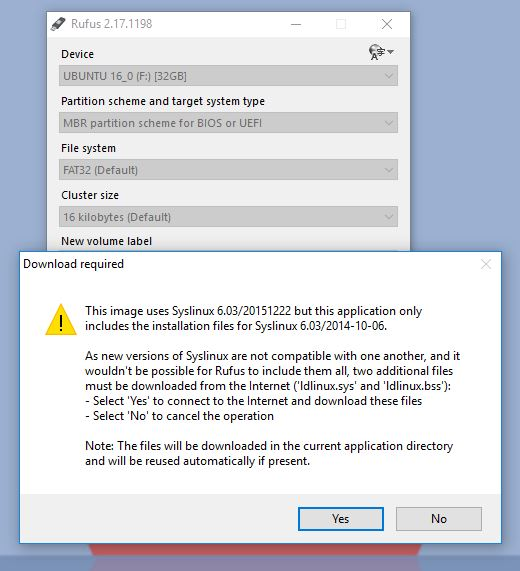 Rufus 2.17.1198
Device
UBUNTU 16_0 (F:) [32GB]
Partition scheme and target system type
MBR partition scheme for BIOS or UEFI
File system
FAT32 (Default)
Cluster size
16 kilobytes (Default)
New volume label
Download required
This image uses Syslinux 6.03/20151222 but this application only
includes the installation files for Syslinux 6.03/2014-10-06.
As new versions of Syslinux are not compatible with one another, and it
wouldn't be possible for Rufus to include them all, two additional files
must be downloaded from the Internet ('ldlinux.sys' and 'ldlinux.bss'):
- Select 'Yes' to connect to the Internet and download these files
- Select 'No' to cancel the operation
Note: The files will be downloaded in the current application directory
and will be reused automatically if present.
Yes
No